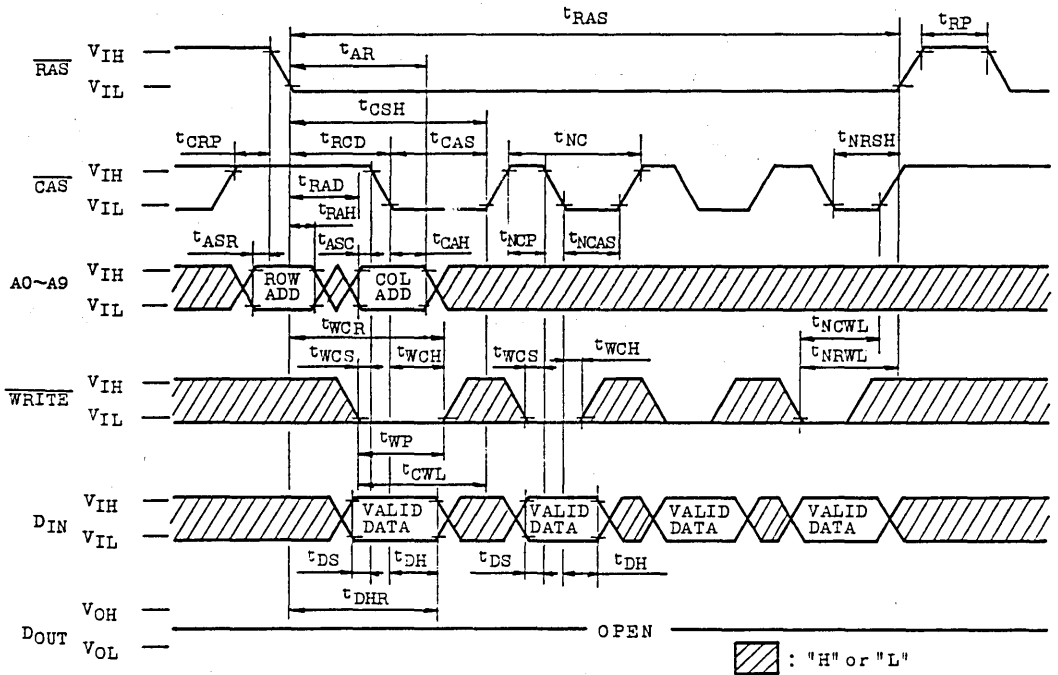 tRAS
tRP
tAR
RAS
VIH
VIL
tCSH
tCRP
tRCD
tCAS
tNC
tNRSH
CAS
VIH
VIL
tRAD
tRAH
tASR
tASC
tCAH
tNCP
tNCAS
A0~A9
VIH
VIL
ROW
ADD
COL
ADD
tWCR
tNCWL
tWCS
tWCH
tWCS
tWCH
tNRWL
WRITE
VIH
VIL
tWP
tCWL
DIN
VIH
VIL
VALID
DATA
VALID
DATA
VALID
DATA
VALID
DATA
tDS
tDH
tDS
tDH
tDHR
DOUT
VOH
VOL
OPEN
: "H" or "L"